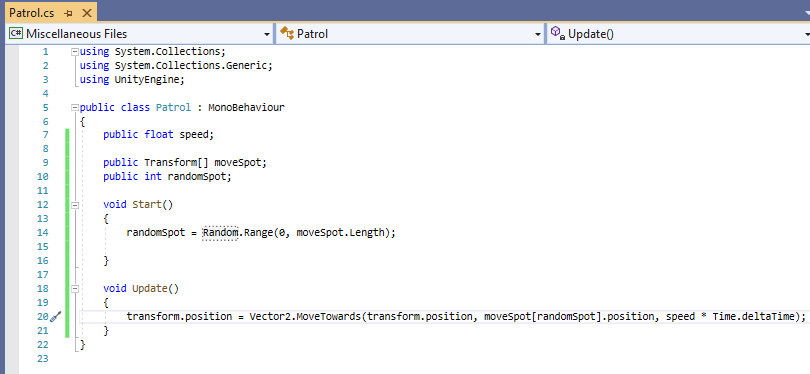 Patrol.cs
C# Miscellaneous Files Patrol Update()
1 using System.Collections;
2 using System.Collections.Generic;
3 using UnityEngine;
4
5 public class Patrol : MonoBehaviour
6 {
7 public float speed;
8
9 public Transform[] moveSpot;
10 public int randomSpot;
11
12 void Start()
13 {
14 randomSpot = Random.Range(0, moveSpot.Length);
15
16 }
17
18 void Update()
19 {
20 transform.position = Vector2.MoveTowards(transform.position, moveSpot[randomSpot].position, speed * Time.deltaTime);
21 }
22 }
23